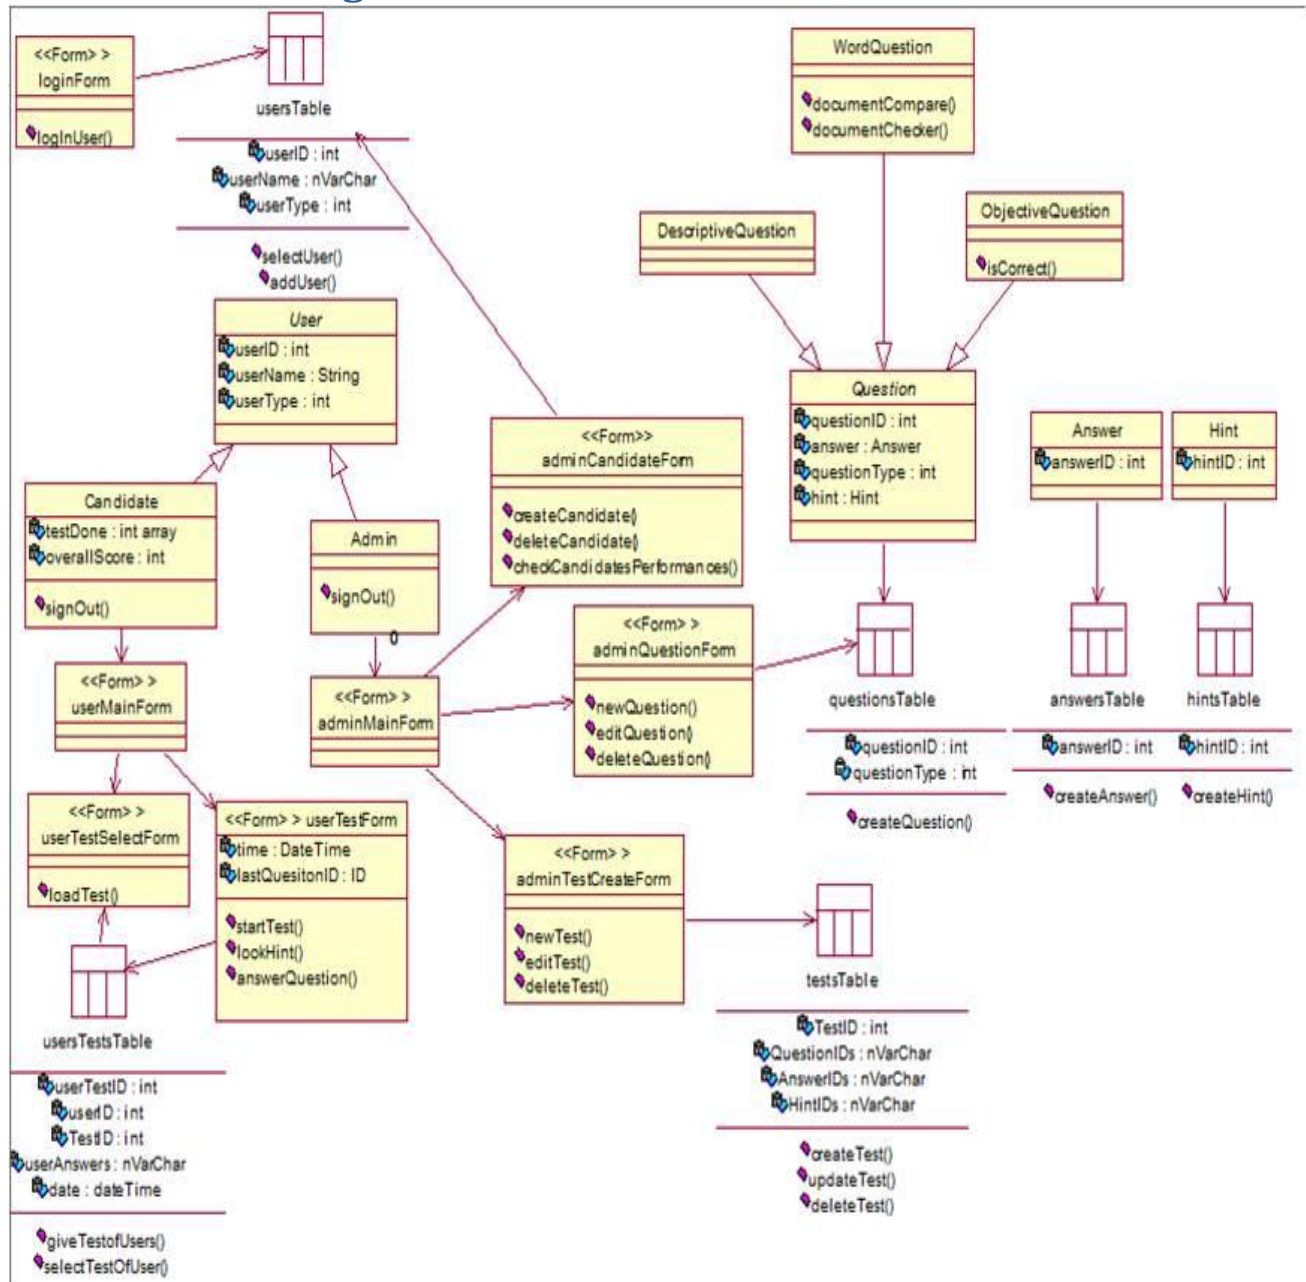 <<Form> >
loginForm
logInUser()
usersTable
userID : int
userName : nVarChar
userType : int
selectUser()
addUser()
WordQuestion
documentCompare()
documentChecker()
DescriptiveQuestion
ObjectiveQuestion
isCorrect()
User
userID : int
userName : String
userType : int
Question
questionID : int
answer : Answer
questionType : int
hint : Hint
Answer
answerID : int
Hint
hintID : int
<<Form>>
adminCandidateForm
createCandidate()
deleteCandidate()
checkCandidatesPerformances()
Candidate
testDone : int array
overallScore : int
signOut()
Admin
signOut()
0
<<Form> >
userMainForm
<<Form> >
adminMainForm
<<Form> >
adminQuestionForm
newQuestion()
editQuestion()
deleteQuestion()
questionsTable
questionID : int
questionType : int
createQuestion()
answersTable
answerID : int
createAnswer()
hintsTable
hintID : int
createHint()
<<Form> >
userTestSelectForm
loadTest()
<<Form> > userTestForm
time : DateTime
lastQuesitonID : ID
startTest()
lookHint()
answerQuestion()
<<Form> >
adminTestCreateForm
newTest()
editTest()
deleteTest()
testsTable
TestID : int
QuestionIDs : nVarChar
AnswerIDs : nVarChar
HintIDs : nVarChar
createTest()
updateTest()
deleteTest()
usersTestsTable
userTestID : int
userID : int
TestID : int
userAnswers : nVarChar
date : dateTime
giveTestofUsers()
selectTestOfUser()